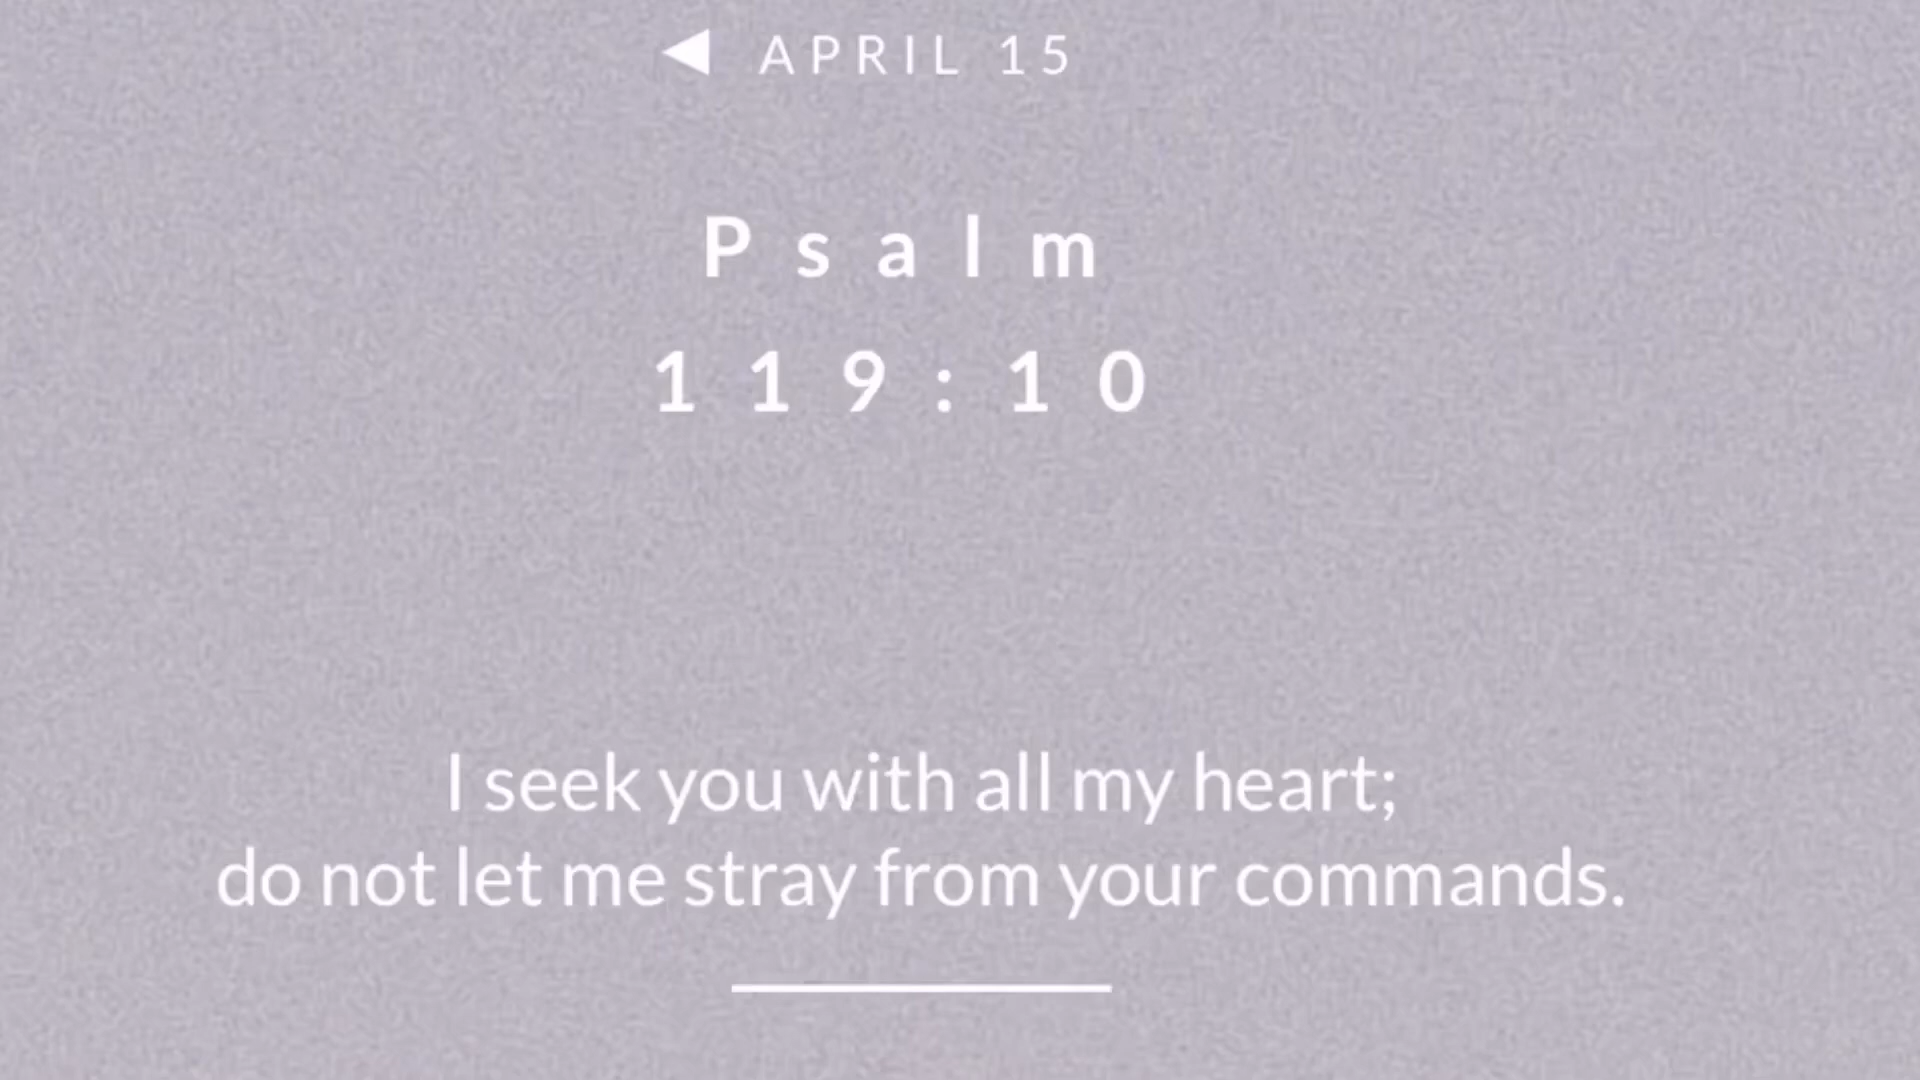 ◀ APRIL 15
Psalm
119:10
I seek you with all my heart;
do not let me stray from your commands.